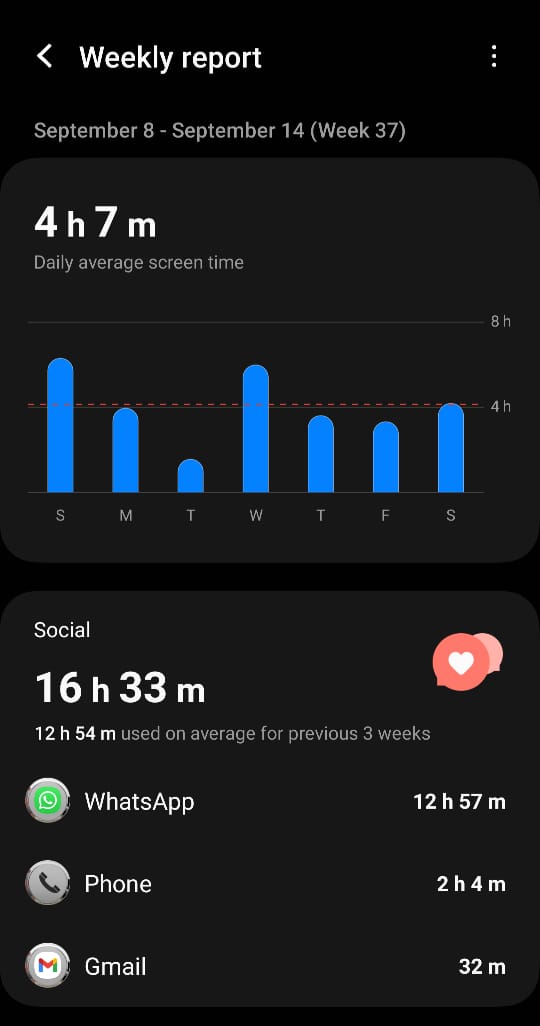 Weekly report
September 8 - September 14 (Week 37)
4 h 7 m
Daily average screen time
8 h
4 h
S M T W T F S
Social
16 h 33 m
12 h 54 m used on average for previous 3 weeks
WhatsApp 12 h 57 m
Phone 2 h 4 m
Gmail 32 m